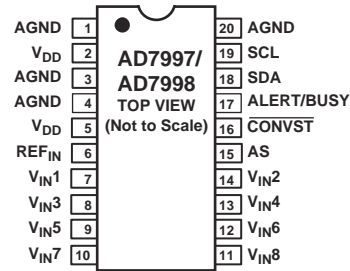 AGND 1 20 AGND
VDD 2 AD7997/ 19 SCL
AGND 3 AD7998 18 SDA
AGND 4 TOP VIEW 17 ALERT/BUSY
VDD 5 (Not to Scale) 16 CONVST
REFIN 6 15 AS
VIN1 7 14 VIN2
VIN3 8 13 VIN4
VIN5 9 12 VIN6
VIN7 10 11 VIN8